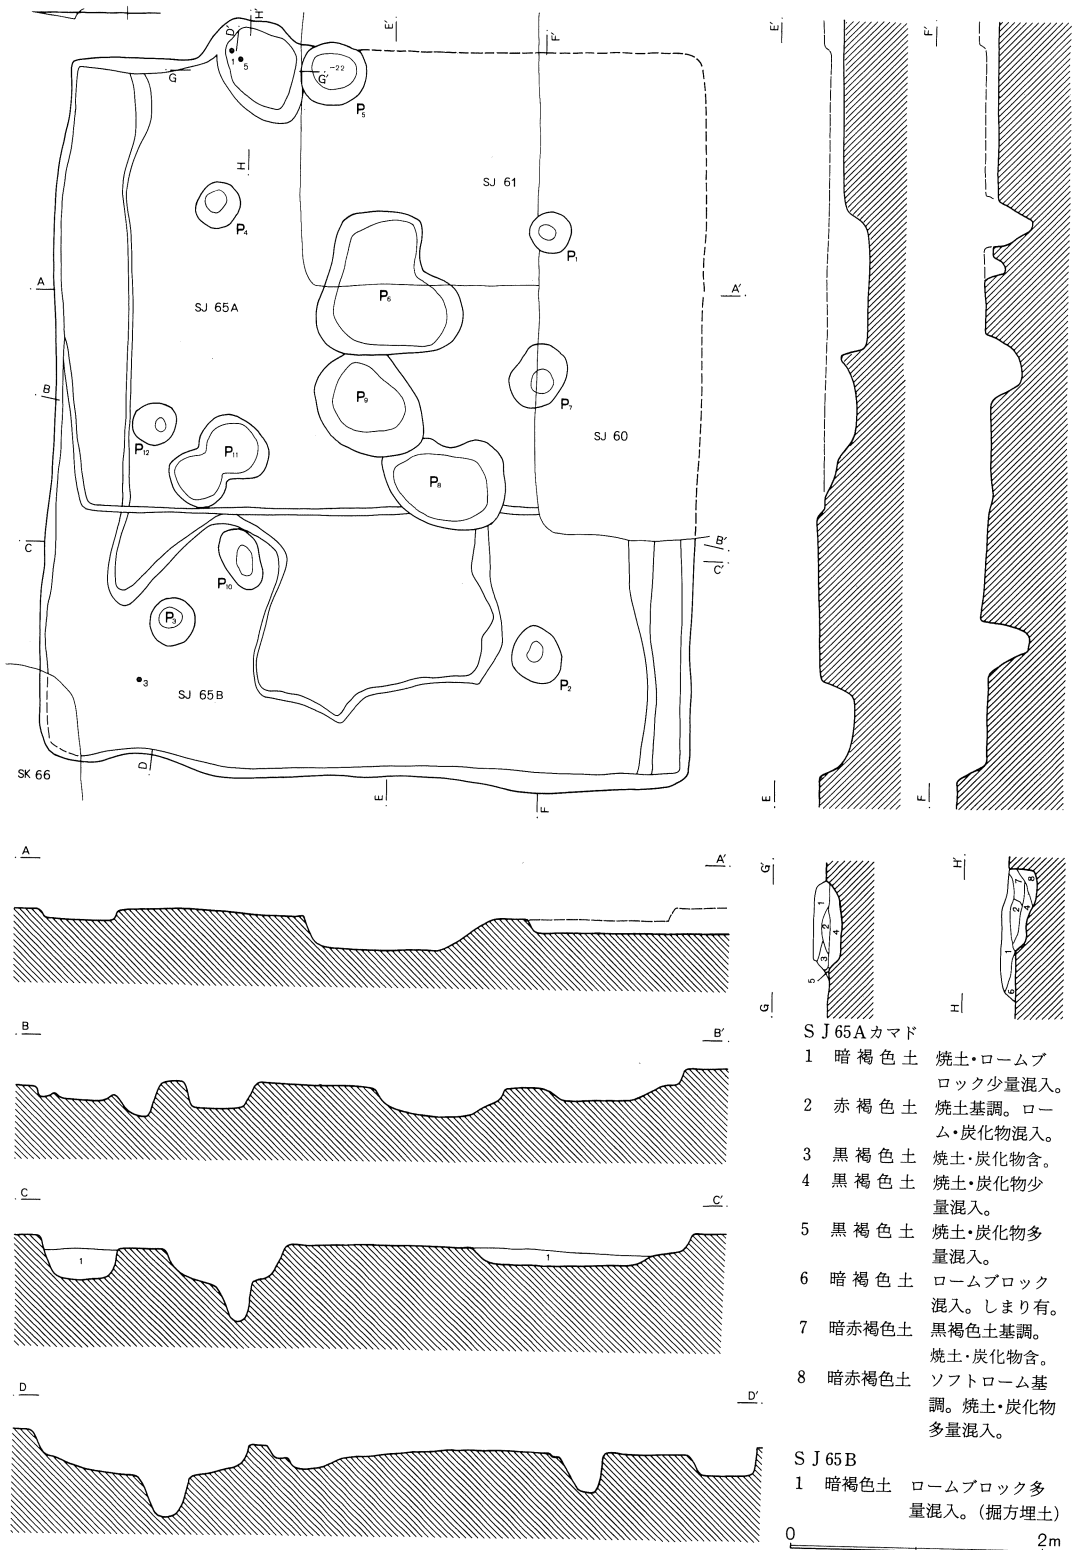 H′
D′
E′
F′
E′
F′
1
5
G
G′
-22
P₅
H
P₄
SJ 61
P₁
A
A′
P₆
SJ 65A
B
P₉
P₇
P₁₂
P₁₁
SJ 60
P₈
C
B′
C′
P₁₀
P₃
P₂
3
SJ 65B
D
SK 66
E
F
E
F
A
A′
B
B′
C
C′
1
1
D
D′
G′
H′
1
2
4
3
5
7
8
2
4
1
6
G
H
SJ65Aカマド
1 暗褐色土 焼土・ロームブ
ロック少量混入。
2 赤褐色土 焼土基調。ロー
ム・炭化物混入。
3 黒褐色土 焼土・炭化物含。
4 黒褐色土 焼土・炭化物少
量混入。
5 黒褐色土 焼土・炭化物多
量混入。
6 暗褐色土 ロームブロック
混入。しまり有。
7 暗赤褐色土 黒褐色土基調。
焼土・炭化物含。
8 暗赤褐色土 ソフトローム基
調。焼土・炭化物
多量混入。
SJ65B
1 暗褐色土 ロームブロック多
量混入。(掘方埋土)
0 2m